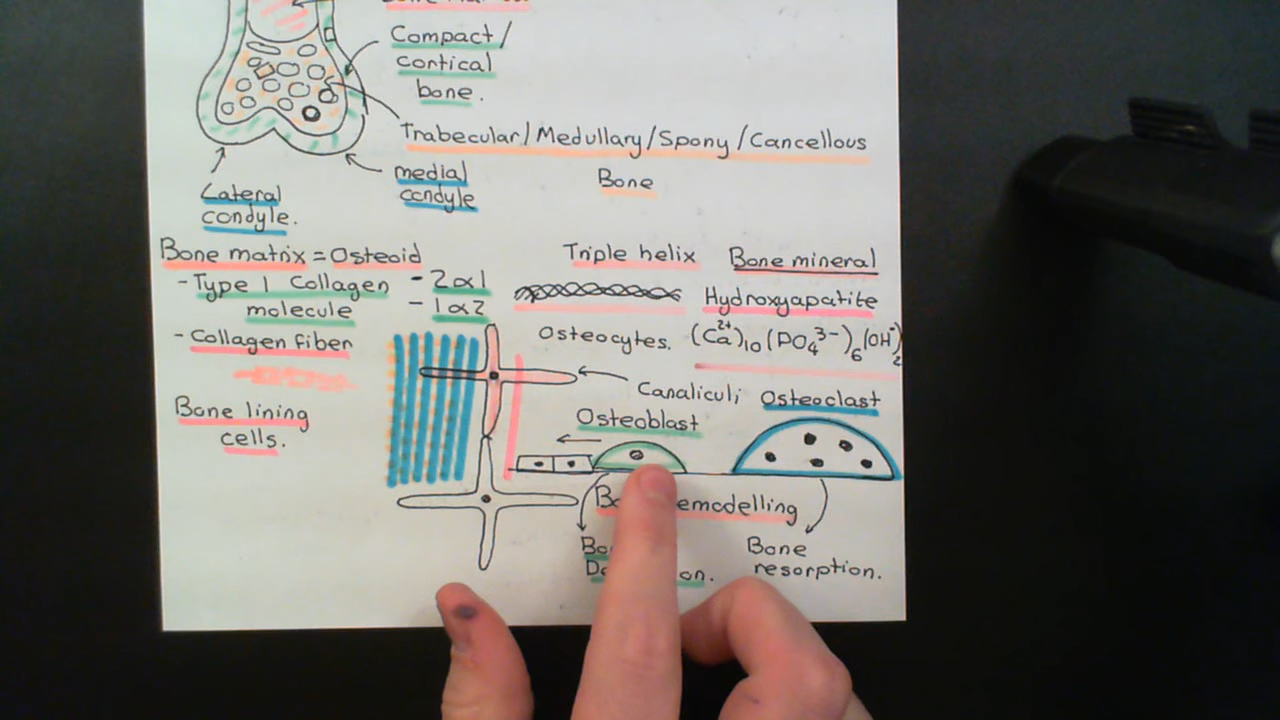 Compact/
cortical
bone.
Trabecular/Medullary/Spony/Cancellous
Bone
medial
condyle
Lateral
condyle.
Bone matrix = Osteoid
- Type 1 Collagen
molecule
- 2α1
- 1α2
- Collagen fiber
Triple helix
Bone mineral
Hydroxyapatite
(Ca²⁺)₁₀(PO₄³⁻)₆(OH⁻)₂
Osteocytes.
Canaliculi
Bone lining
cells.
Osteoblast
Osteoclast
emodelling
Bone
resorption.